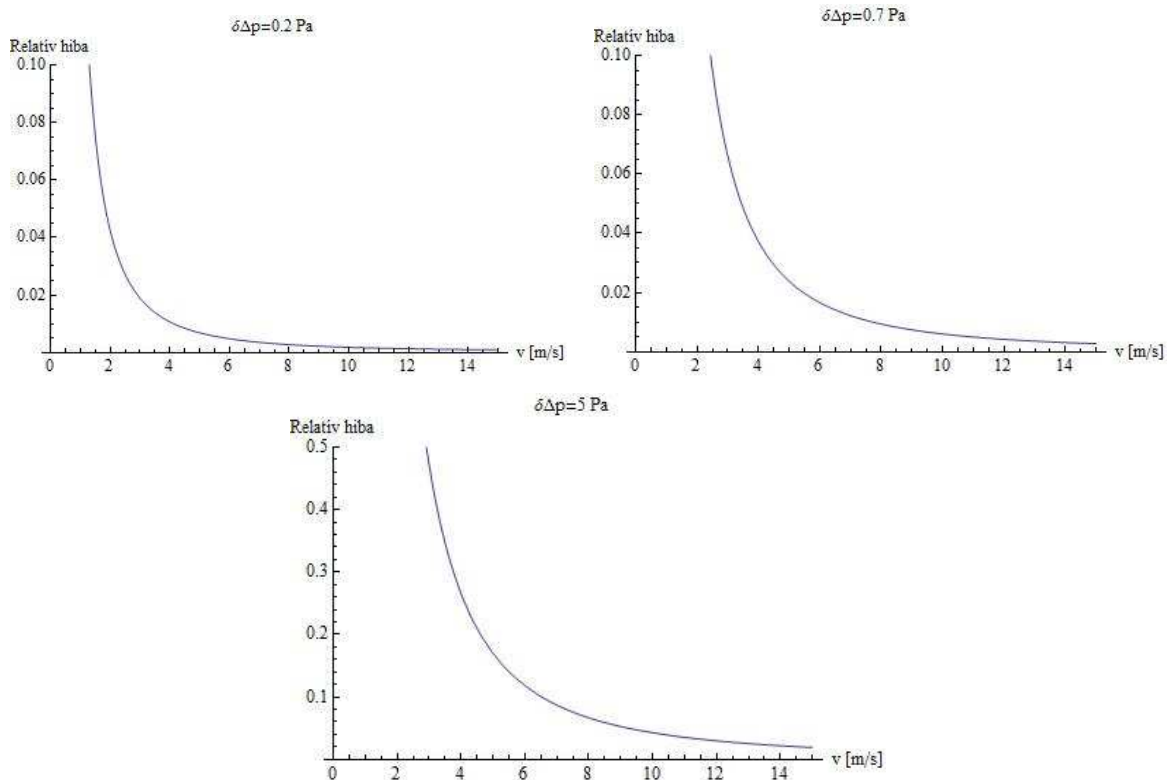 δΔp=0.2 Pa
Relatív hiba
0.10
0.08
0.06
0.04
0.02
0 2 4 6 8 10 12 14 v [m/s]
δΔp=0.7 Pa
Relatív hiba
0.10
0.08
0.06
0.04
0.02
0 2 4 6 8 10 12 14 v [m/s]
δΔp=5 Pa
Relatív hiba
0.5
0.4
0.3
0.2
0.1
0 2 4 6 8 10 12 14 v [m/s]